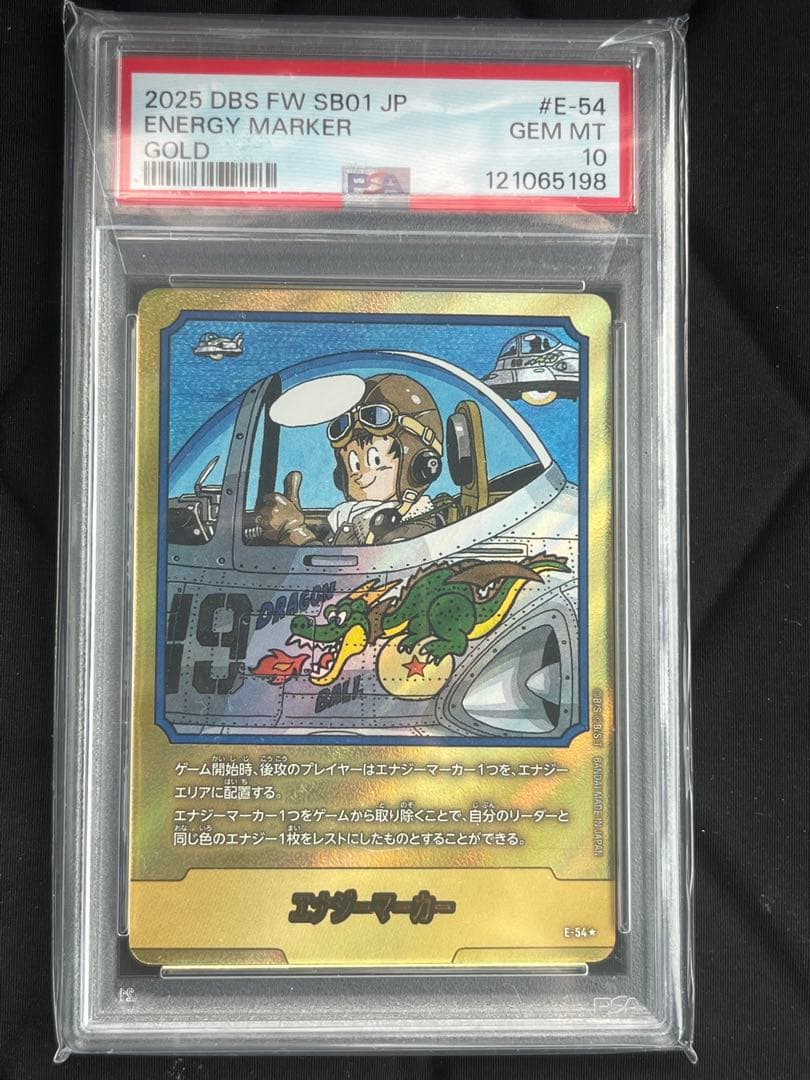 2025 DBS FW SB01 JP
#E-54
ENERGY MARKER
GEM MT
GOLD
10
PSA
121065198
19
DRAGON
BALL
ゲーム開始時、後攻のプレイヤーはエナジーマーカー1つを、エナジー
エリアに配置する。
エナジーマーカー1つをゲームから取り除くことで、自分のリーダーと
同じ色のエナジー1枚をレストにしたものとすることができる。
エナジーマーカー
E-54★
BANDAI MADE IN JAPAN
PSA